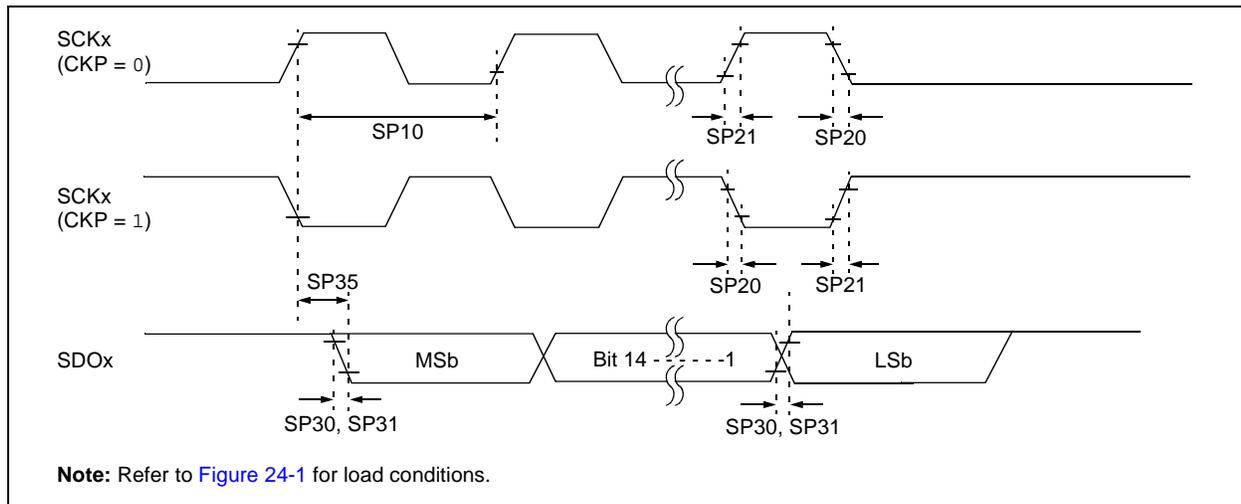 SCKx
(CKP = 0)
SP10
SP21
SP20
SCKx
(CKP = 1)
SP35
SP20
SP21
SDOx
MSb
Bit 14 - - - - - -1
LSb
SP30, SP31
SP30, SP31
Note: Refer to Figure 24-1 for load conditions.